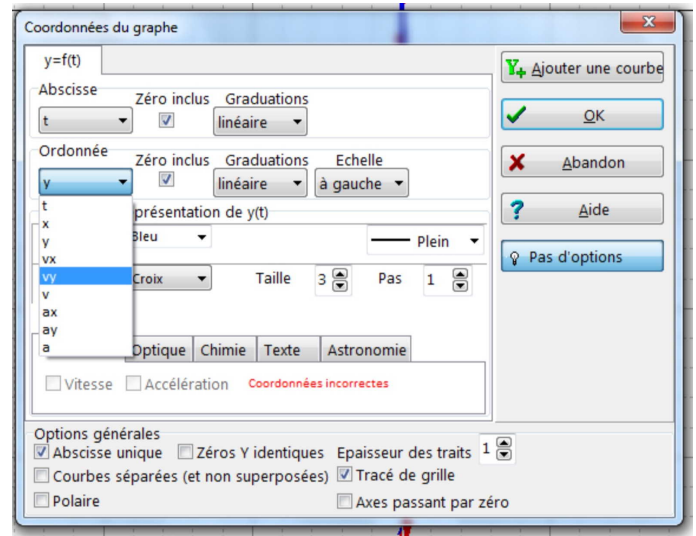 Coordonnées du graphe
y=f(t)
Abscisse
Zéro inclus Graduations
t linéaire
Ordonnée
Zéro inclus Graduations Echelle
y linéaire à gauche
t
x
y
vx
vy
v
ax
ay
a
présentation de y(t)
Bleu Plein
Croix Taille 3 Pas 1
Optique Chimie Texte Astronomie
Vitesse Accélération Coordonnées incorrectes
Options générales
Abscisse unique Zéros Y identiques Epaisseur des traits 1
Courbes séparées (et non superposées) Tracé de grille
Polaire Axes passant par zéro
Y+ Ajouter une courbe
OK
Abandon
? Aide
Pas d'options